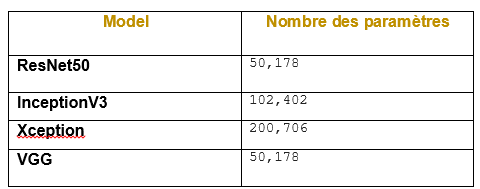 Model Nombre des paramètres
ResNet50 50,178
InceptionV3 102,402
Xception 200,706
VGG 50,178